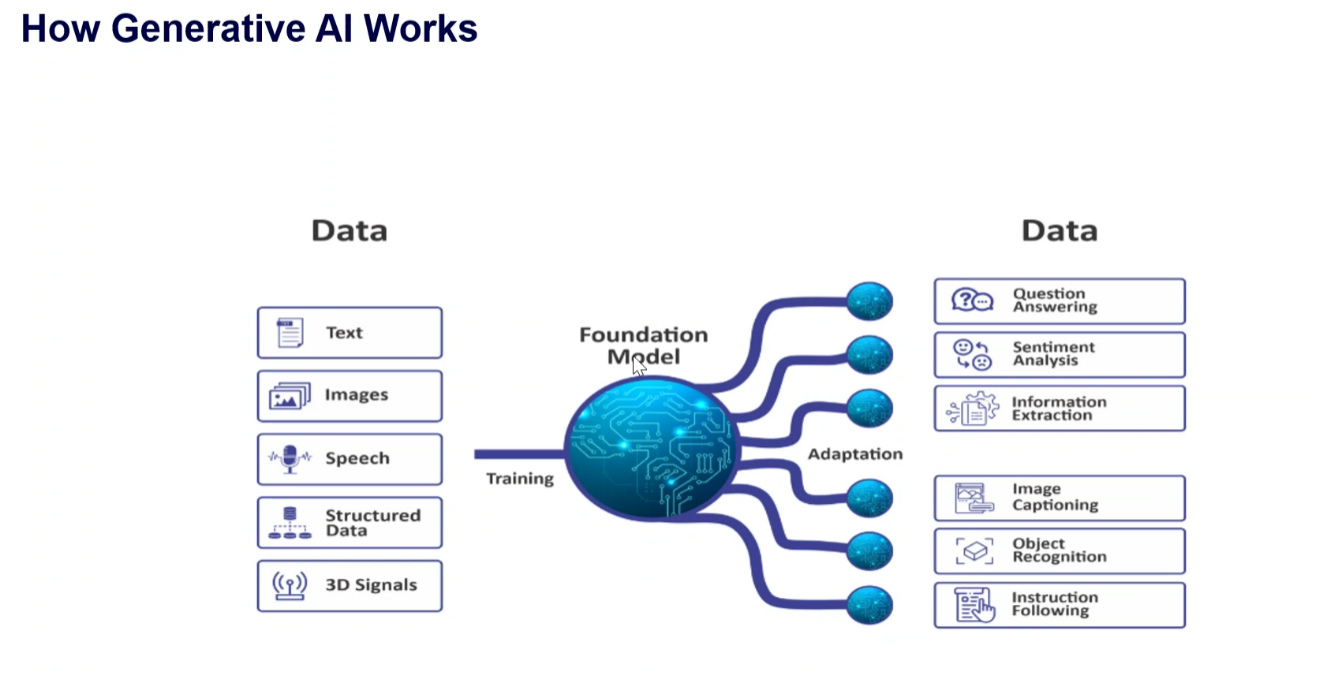 How Generative AI Works
Data
Text
Images
Speech
Structured
Data
3D Signals
Training
Foundation
Model
Adaptation
Data
Question
Answering
Sentiment
Analysis
Information
Extraction
Image
Captioning
Object
Recognition
Instruction
Following